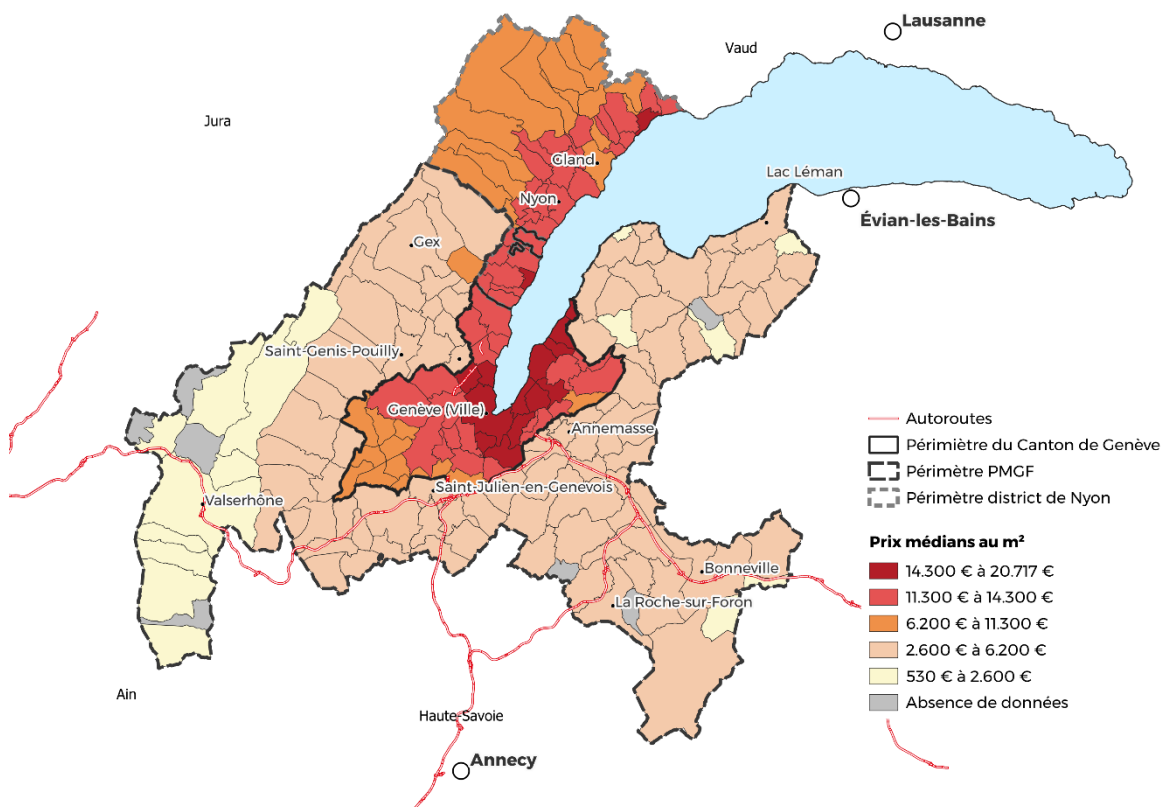 Lausanne
Vaud
Jura
Gland
Lac Léman
Nyon
Évian-les-Bains
Gex
Saint-Genis-Pouilly
Genève (Ville)
Annemasse
Saint-Julien-en-Genevois
Valserhône
Bonneville
La Roche-sur-Foron
Ain
Haute-Savoie
Annecy
Autoroutes
Périmiètre du Canton de Genève
Périmètre PMGF
Périmètre district de Nyon
Prix médians au m²
14.300 € à 20.717 €
11.300 € à 14.300 €
6.200 € à 11.300 €
2.600 € à 6.200 €
530 € à 2.600 €
Absence de données